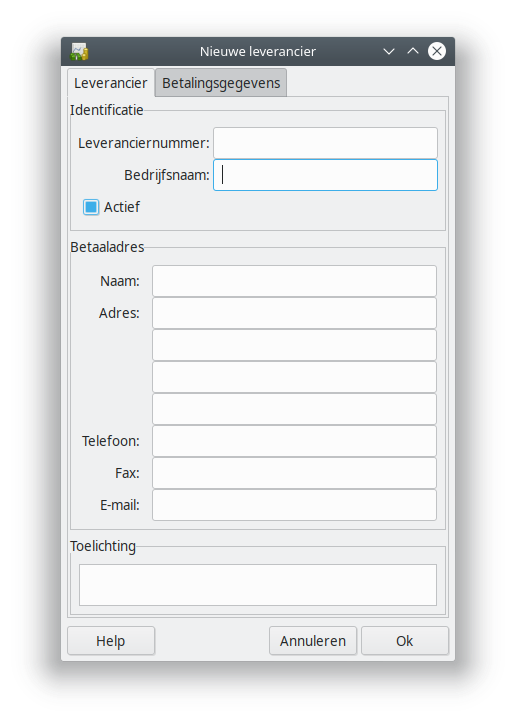 Nieuwe leverancier
Leverancier Betalingsgegevens
Identificatie
Leveranciernummer:
Bedrijfsnaam:
Actief
Betaaladres
Naam:
Adres:
Telefoon:
Fax:
E-mail:
Toelichting
Help Annuleren Ok